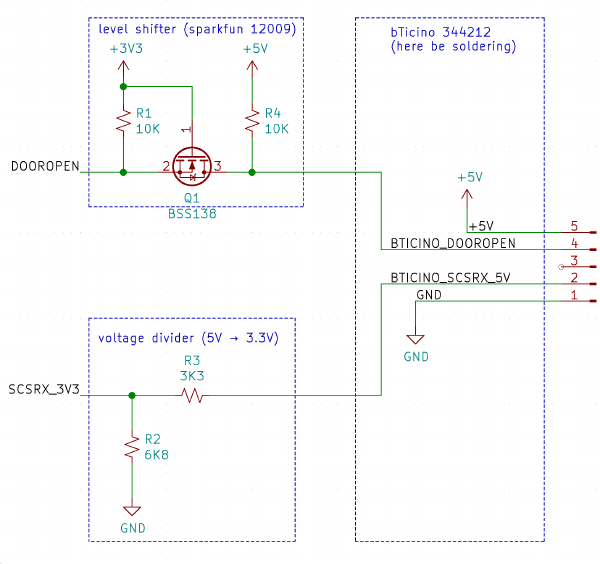 level shifter (sparkfun 12009)
+3V3
+5V
R1
10K
R4
10K
1
DOOROPEN
2
3
Q1
BSS138
bTicino 344212
(here be soldering)
+5V
+5V
5
BTICINO_DOOROPEN
4
3
BTICINO_SCSRX_5V
2
GND
1
GND
voltage divider (5V → 3.3V)
R3
3K3
SCSRX_3V3
R2
6K8
GND